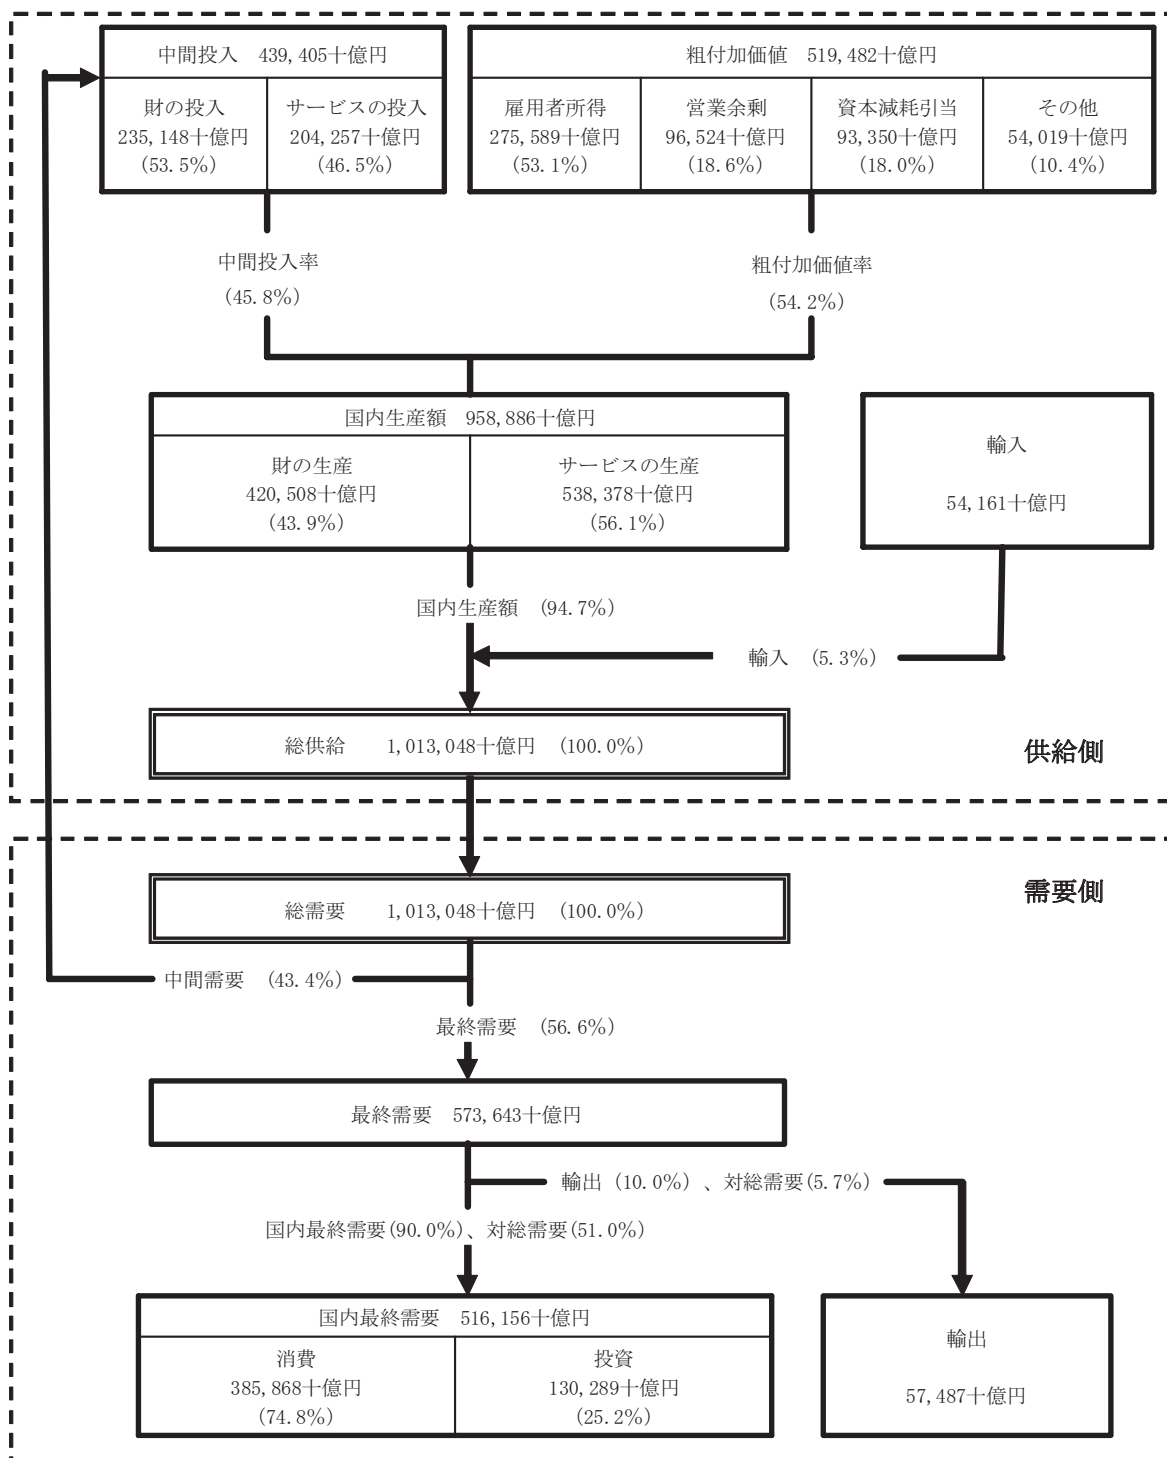 中間投入 439,405十億円
財の投入
235,148十億円
(53.5%)
サービスの投入
204,257十億円
(46.5%)
粗付加価値 519,482十億円
雇用者所得
275,589十億円
(53.1%)
営業余剰
96,524十億円
(18.6%)
資本減耗引当
93,350十億円
(18.0%)
その他
54,019十億円
(10.4%)
中間投入率
(45.8%)
粗付加価値率
(54.2%)
国内生産額 958,886十億円
財の生産
420,508十億円
(43.9%)
サービスの生産
538,378十億円
(56.1%)
輸入
54,161十億円
国内生産額 (94.7%)
輸入 (5.3%)
総供給 1,013,048十億円 (100.0%)
供給側
需要側
総需要 1,013,048十億円 (100.0%)
中間需要 (43.4%)
最終需要 (56.6%)
最終需要 573,643十億円
輸出(10.0%)、対総需要(5.7%)
国内最終需要(90.0%)、対総需要(51.0%)
国内最終需要 516,156十億円
消費
385,868十億円
(74.8%)
投資
130,289十億円
(25.2%)
輸出
57,487十億円